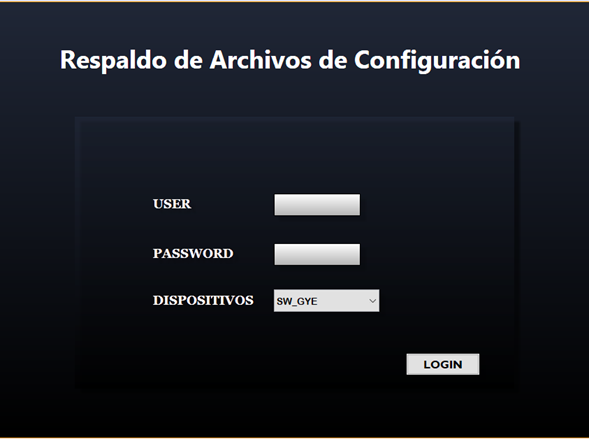 Respaldo de Archivos de Configuración
USER
PASSWORD
DISPOSITIVOS SW_GYE
LOGIN